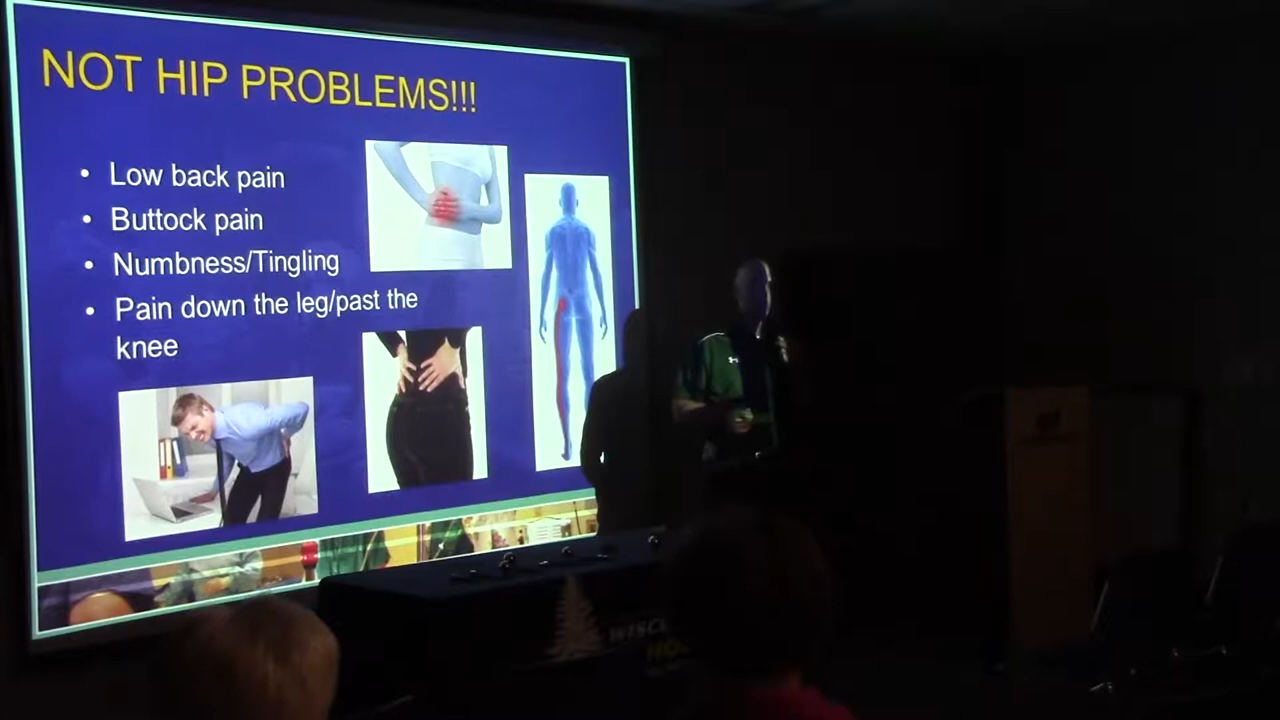 NOT HIP PROBLEMS!!!
• Low back pain
• Buttock pain
• Numbness/Tingling
• Pain down the leg/past the
knee